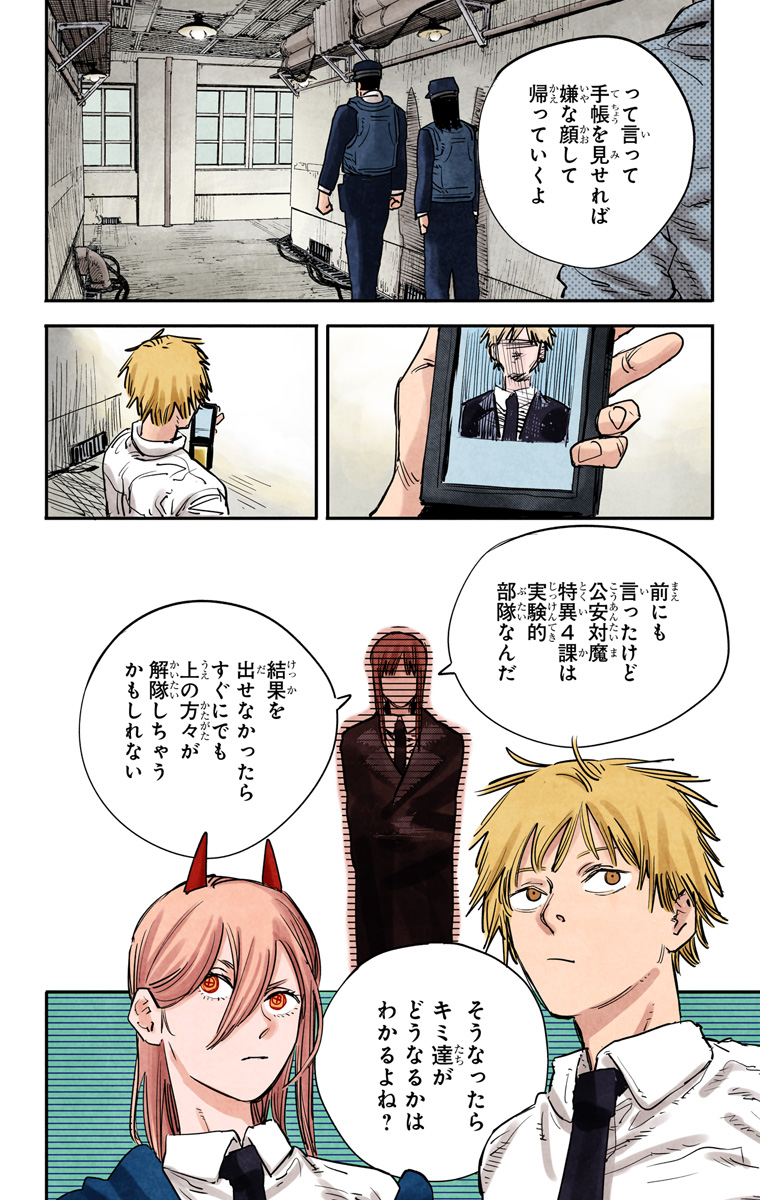 って言って
手帳を見せれば
嫌な顔して
帰っていくよ
前にも
言ったけど
公安対魔
特異4課は
実験的
部隊なんだ
結果を
出せなかったら
すぐにでも
上の方々が
解隊しちゃう
かもしれない
そうなったら
キミ達が
どうなるかは
わかるよね?